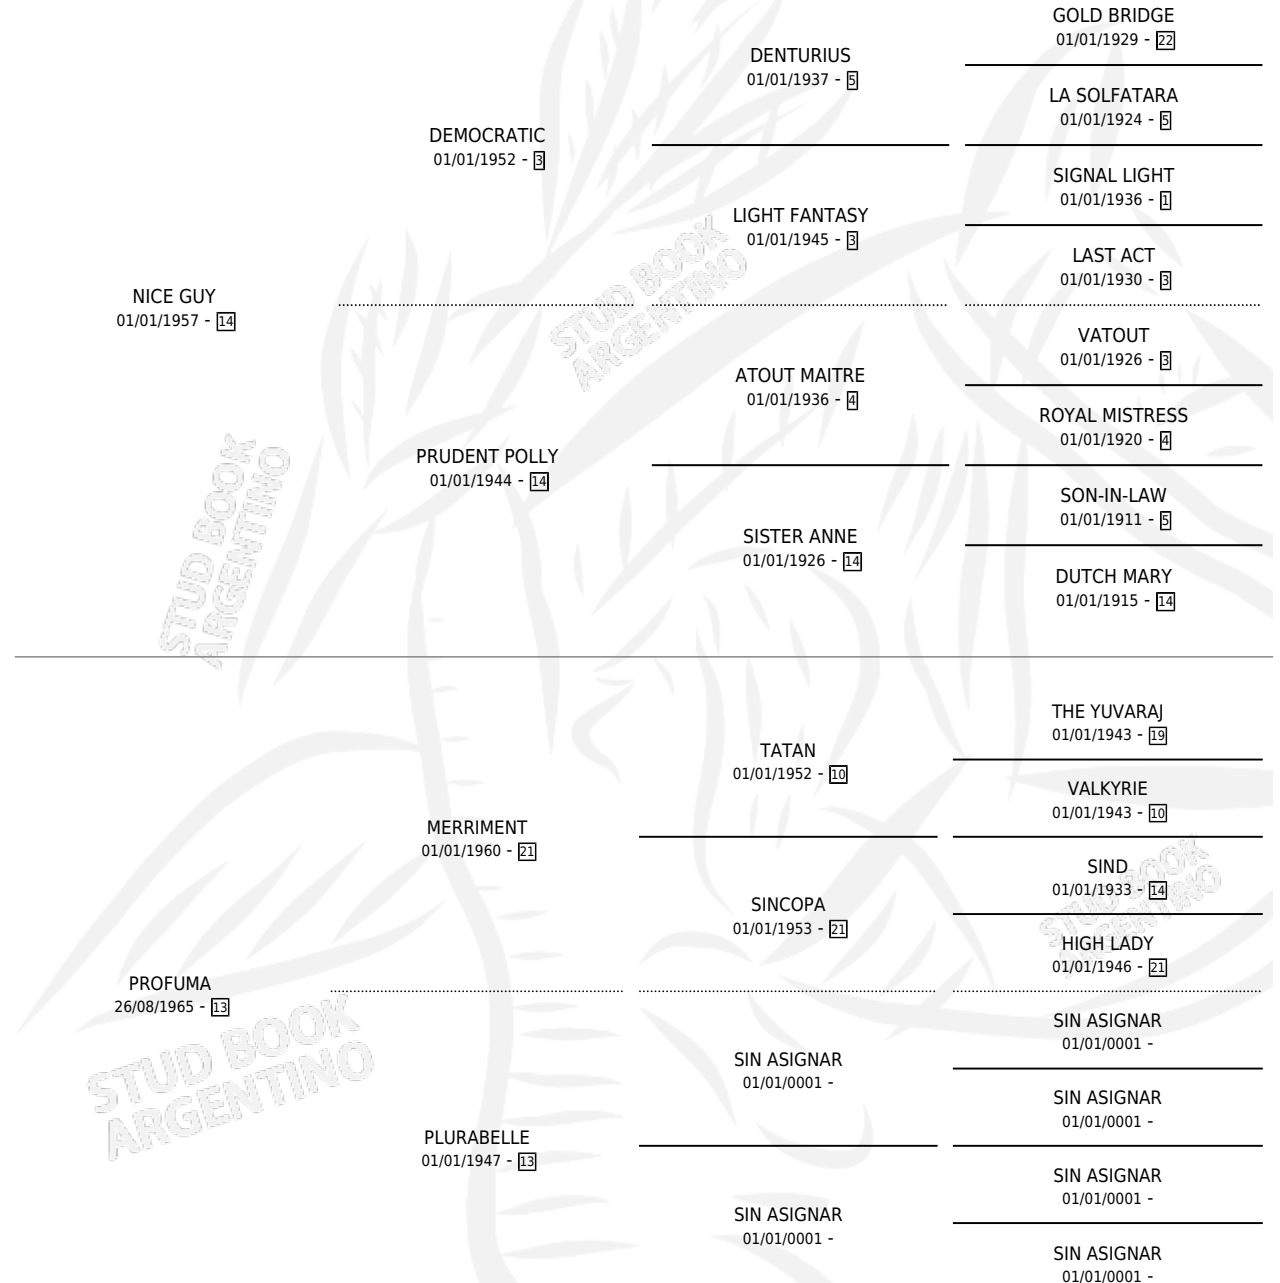 GOLD BRIDGE
01/01/1929 - 22
DENTURIUS
01/01/1937 - 5
LA SOLFATARA
01/01/1924 - 5
DEMOCRATIC
01/01/1952 - 3
SIGNAL LIGHT
01/01/1936 - 1
LIGHT FANTASY
01/01/1945 - 3
LAST ACT
01/01/1930 - 3
NICE GUY
01/01/1957 - 14
VATOUT
01/01/1926 - 3
ATOUT MAITRE
01/01/1936 - 4
ROYAL MISTRESS
01/01/1920 - 4
PRUDENT POLLY
01/01/1944 - 14
SON-IN-LAW
01/01/1911 - 5
SISTER ANNE
01/01/1926 - 14
DUTCH MARY
01/01/1915 - 14
STUD BOOK
ARGENTINO
STUD BOOK
ARGENTINO
THE YUVARAJ
01/01/1943 - 19
TATAN
01/01/1952 - 10
VALKYRIE
01/01/1943 - 10
MERRIMENT
01/01/1960 - 21
SIND
01/01/1933 - 14
SINCOPA
01/01/1953 - 21
HIGH LADY
01/01/1946 - 21
STUD BOOK
ARGENTINO
PROFUMA
26/08/1965 - 13
SIN ASIGNAR
01/01/0001 -
SIN ASIGNAR
01/01/0001 -
SIN ASIGNAR
01/01/0001 -
PLURABELLE
01/01/1947 - 13
SIN ASIGNAR
01/01/0001 -
SIN ASIGNAR
01/01/0001 -
SIN ASIGNAR
01/01/0001 -
STUD BOOK
ARGENTINO